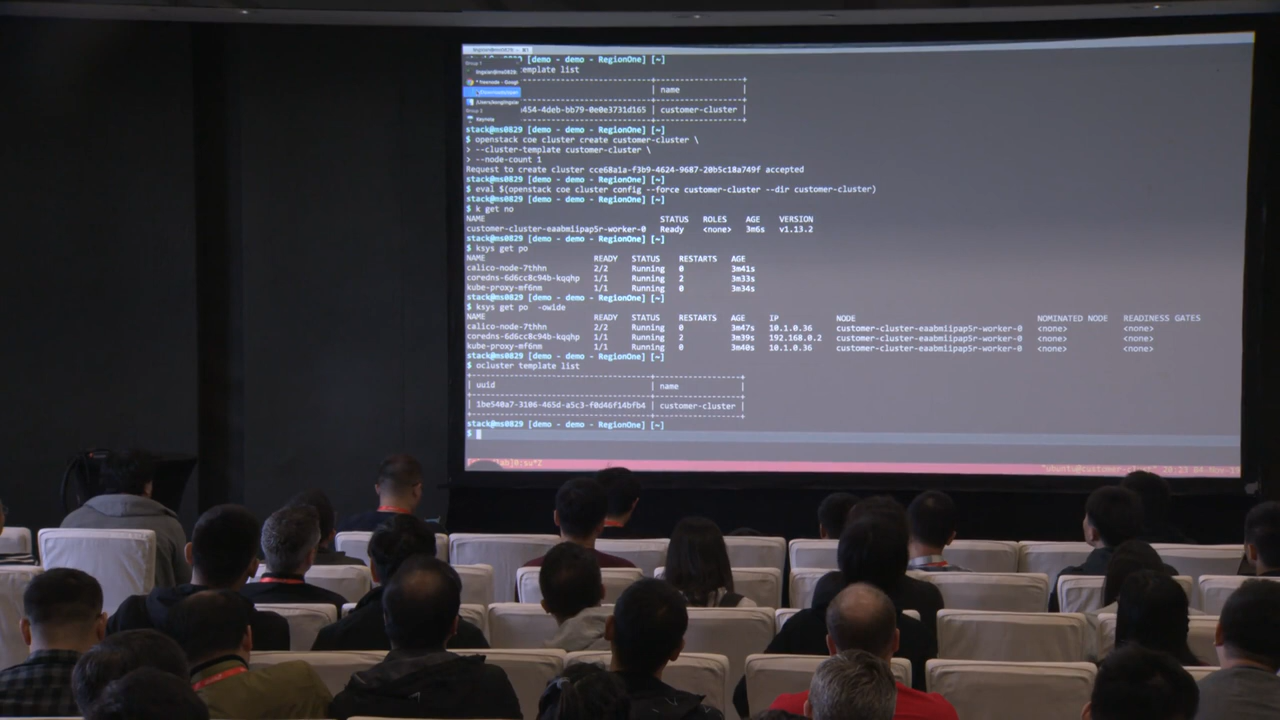 stack@ms0829 [demo - demo - RegionOne] [~]
template list
| name |
454-4deb-bb79-0e0e3731d165 | customer-cluster |
stack@ms0829 [demo - demo - RegionOne] [~]
$ openstack coe cluster create customer-cluster \
> --cluster-template customer-cluster \
> --node-count 1
Request to create cluster cce68a1a-f3b9-4624-9687-20b5c18a749f accepted
stack@ms0829 [demo - demo - RegionOne] [~]
$ eval $(openstack coe cluster config --force customer-cluster --dir customer-cluster)
stack@ms0829 [demo - demo - RegionOne] [~]
$ k get no
NAME STATUS ROLES AGE VERSION
customer-cluster-eaabmiipap5r-worker-0 Ready <none> 3m6s v1.13.2
stack@ms0829 [demo - demo - RegionOne] [~]
$ ksys get po
NAME READY STATUS RESTARTS AGE
calico-node-7thhn 2/2 Running 0 3m41s
coredns-6d6cc8c94b-kqqhp 1/1 Running 2 3m33s
kube-proxy-mf6nm 1/1 Running 0 3m34s
stack@ms0829 [demo - demo - RegionOne] [~]
$ ksys get po -owide
NAME READY STATUS RESTARTS AGE IP NODE NOMINATED NODE READINESS GATES
calico-node-7thhn 2/2 Running 0 3m47s 10.1.0.36 customer-cluster-eaabmiipap5r-worker-0 <none> <none>
coredns-6d6cc8c94b-kqqhp 1/1 Running 2 3m39s 192.168.0.2 customer-cluster-eaabmiipap5r-worker-0 <none> <none>
kube-proxy-mf6nm 1/1 Running 0 3m40s 10.1.0.36 customer-cluster-eaabmiipap5r-worker-0 <none> <none>
stack@ms0829 [demo - demo - RegionOne] [~]
$ ocluster template list
| uuid | name |
| 1be540a7-3106-465d-a5c3-f0d46f14bfb4 | customer-cluster |
stack@ms0829 [demo - demo - RegionOne] [~]
$